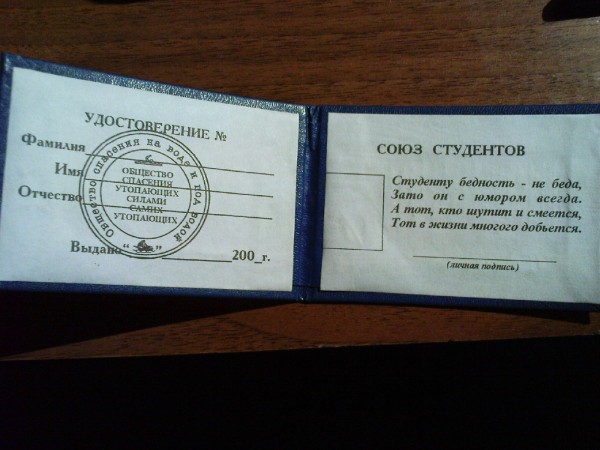 УДОСТОВЕРЕНИЕ №
Фамилия
Имя
Отчество
Общество спасения на воде и под водой
ОБЩЕСТВО
СПАСЕНИЯ
УТОПАЮЩИХ
СИЛАМИ
САМИХ
УТОПАЮЩИХ
Выдано " " 200_г.
СОЮЗ СТУДЕНТОВ
Студенту бедность - не беда,
Зато он с юмором всегда.
А тот, кто шутит и смеется,
Тот в жизни многого добьется.
(личная подпись)